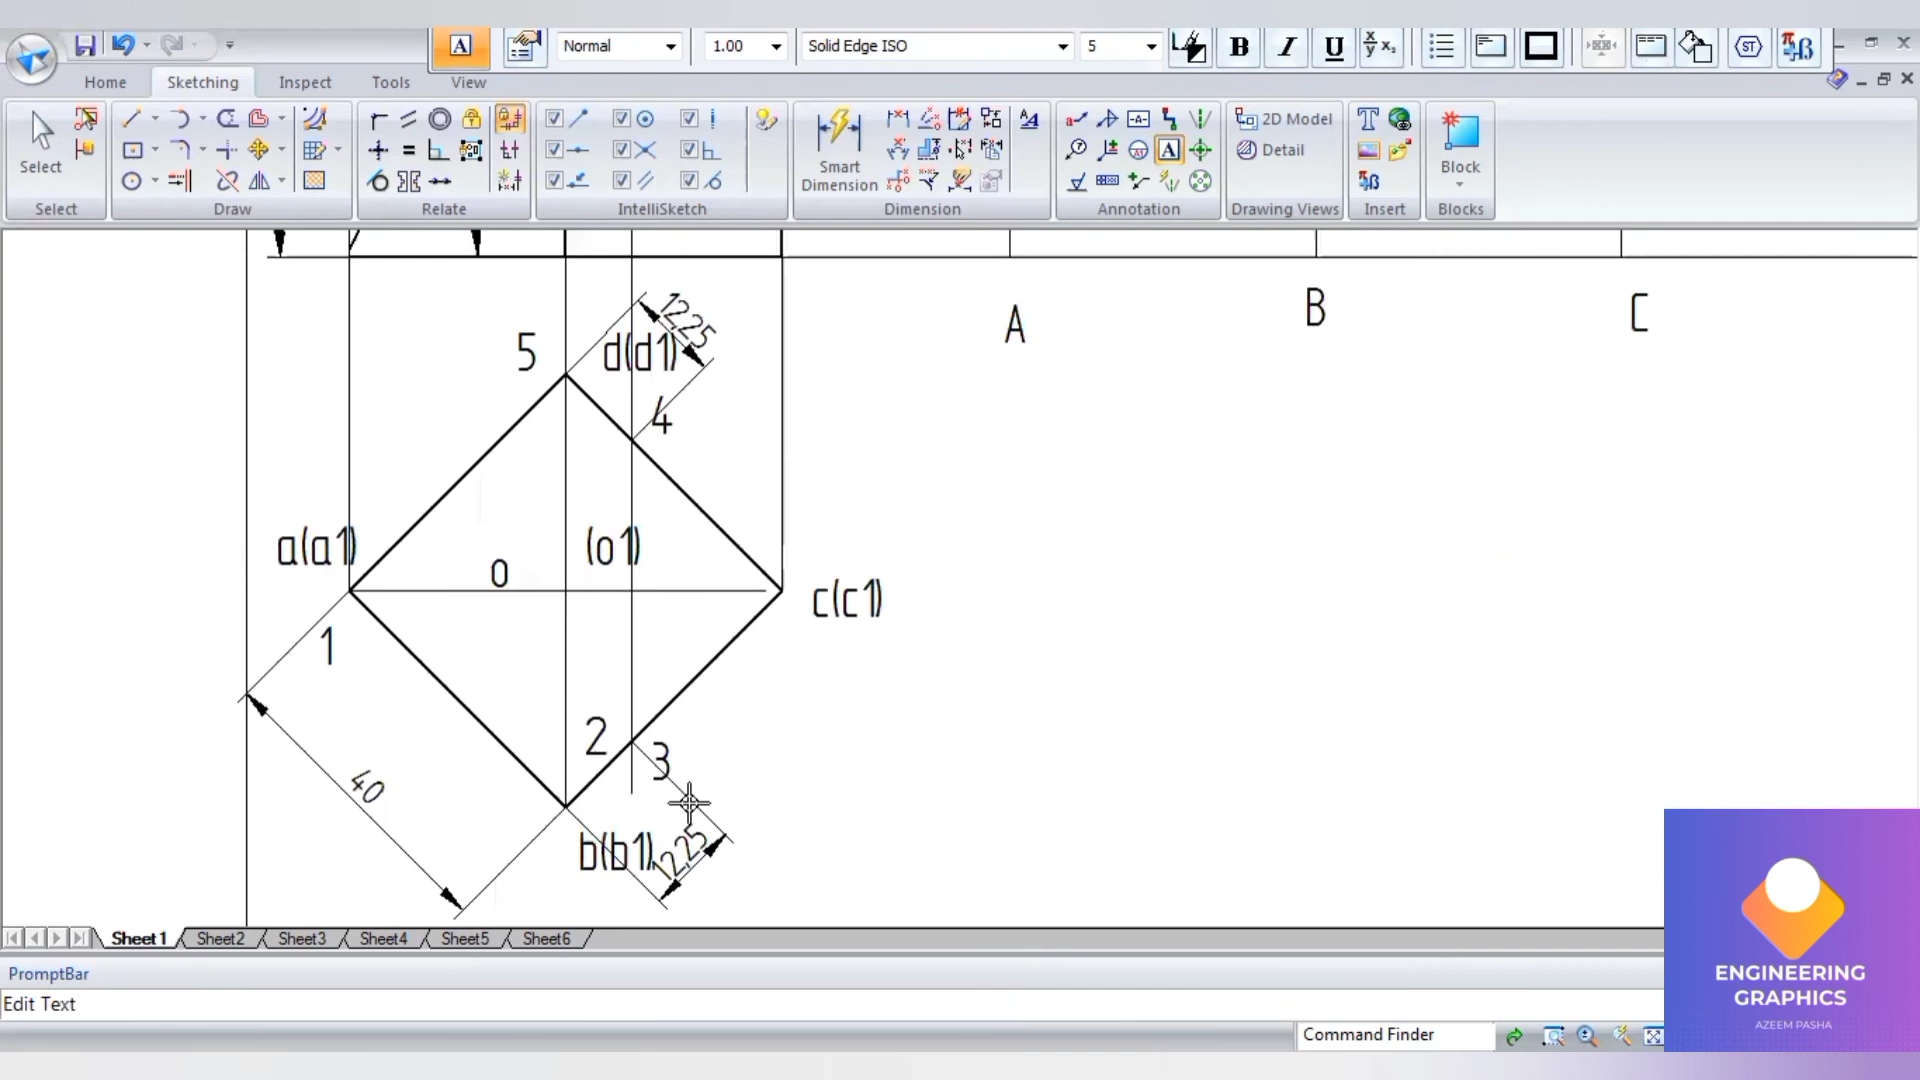 Normal 1.00 Solid Edge ISO 5 B I U
Home Sketching Inspect Tools View
Select Smart Dimension 2D Model Detail Block
Select Draw Relate IntelliSketch Dimension Annotation Drawing Views Insert Blocks
12,25
5 d(d1) A B C
4
a(a1) o (o1) c(c1)
1
2 3
40
b(b1) 12,25
Sheet1 Sheet2 Sheet3 Sheet4 Sheet5 Sheet6
PromptBar
Edit Text
Command Finder
ENGINEERING
GRAPHICS
AZEEM PASHA